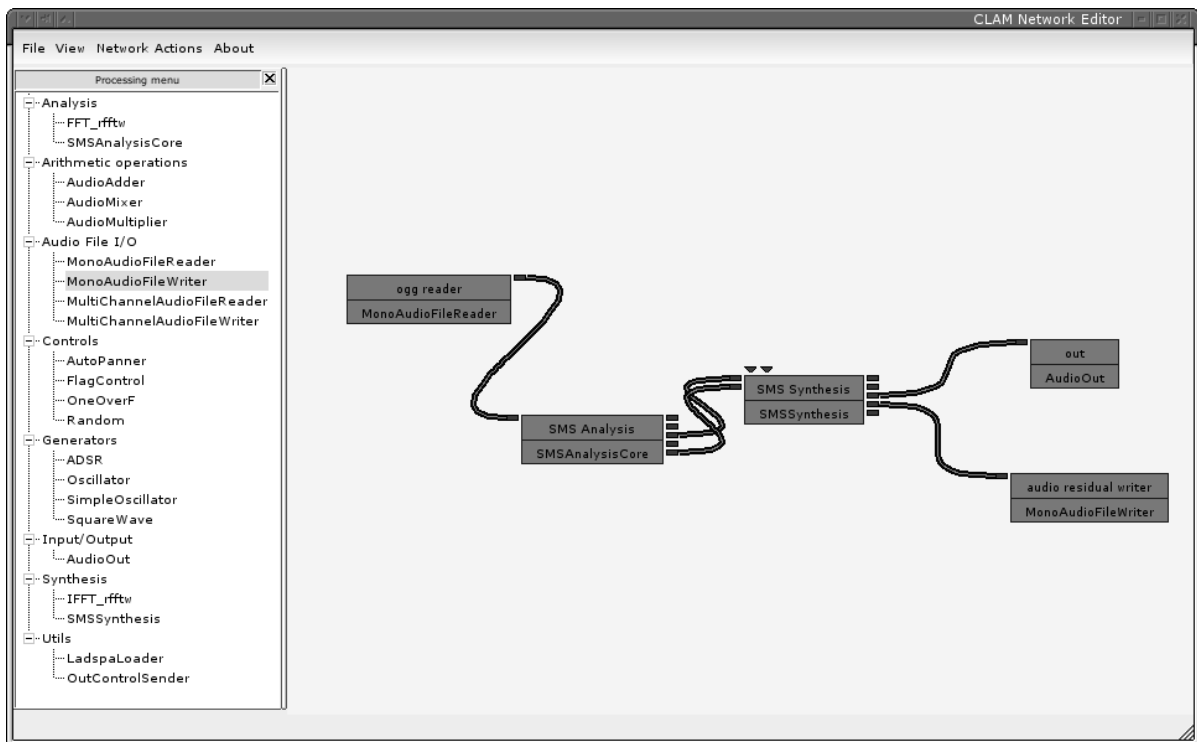 CLAM Network Editor
File View Network Actions About
Processing menu
Analysis
FFT_rfftw
SMSAnalysisCore
Arithmetic operations
AudioAdder
AudioMixer
AudioMultiplier
Audio File I/O
MonoAudioFileReader
MonoAudioFileWriter
MultiChannelAudioFileReader
MultiChannelAudioFileWriter
Controls
AutoPanner
FlagControl
OneOverF
Random
Generators
ADSR
Oscillator
SimpleOscillator
SquareWave
Input/Output
AudioOut
Synthesis
IFFT_rfftw
SMSSynthesis
Utils
LadspaLoader
OutControlSender
ogg reader
MonoAudioFileReader
SMS Analysis
SMSAnalysisCore
SMS Synthesis
SMSSynthesis
out
AudioOut
audio residual writer
MonoAudioFileWriter